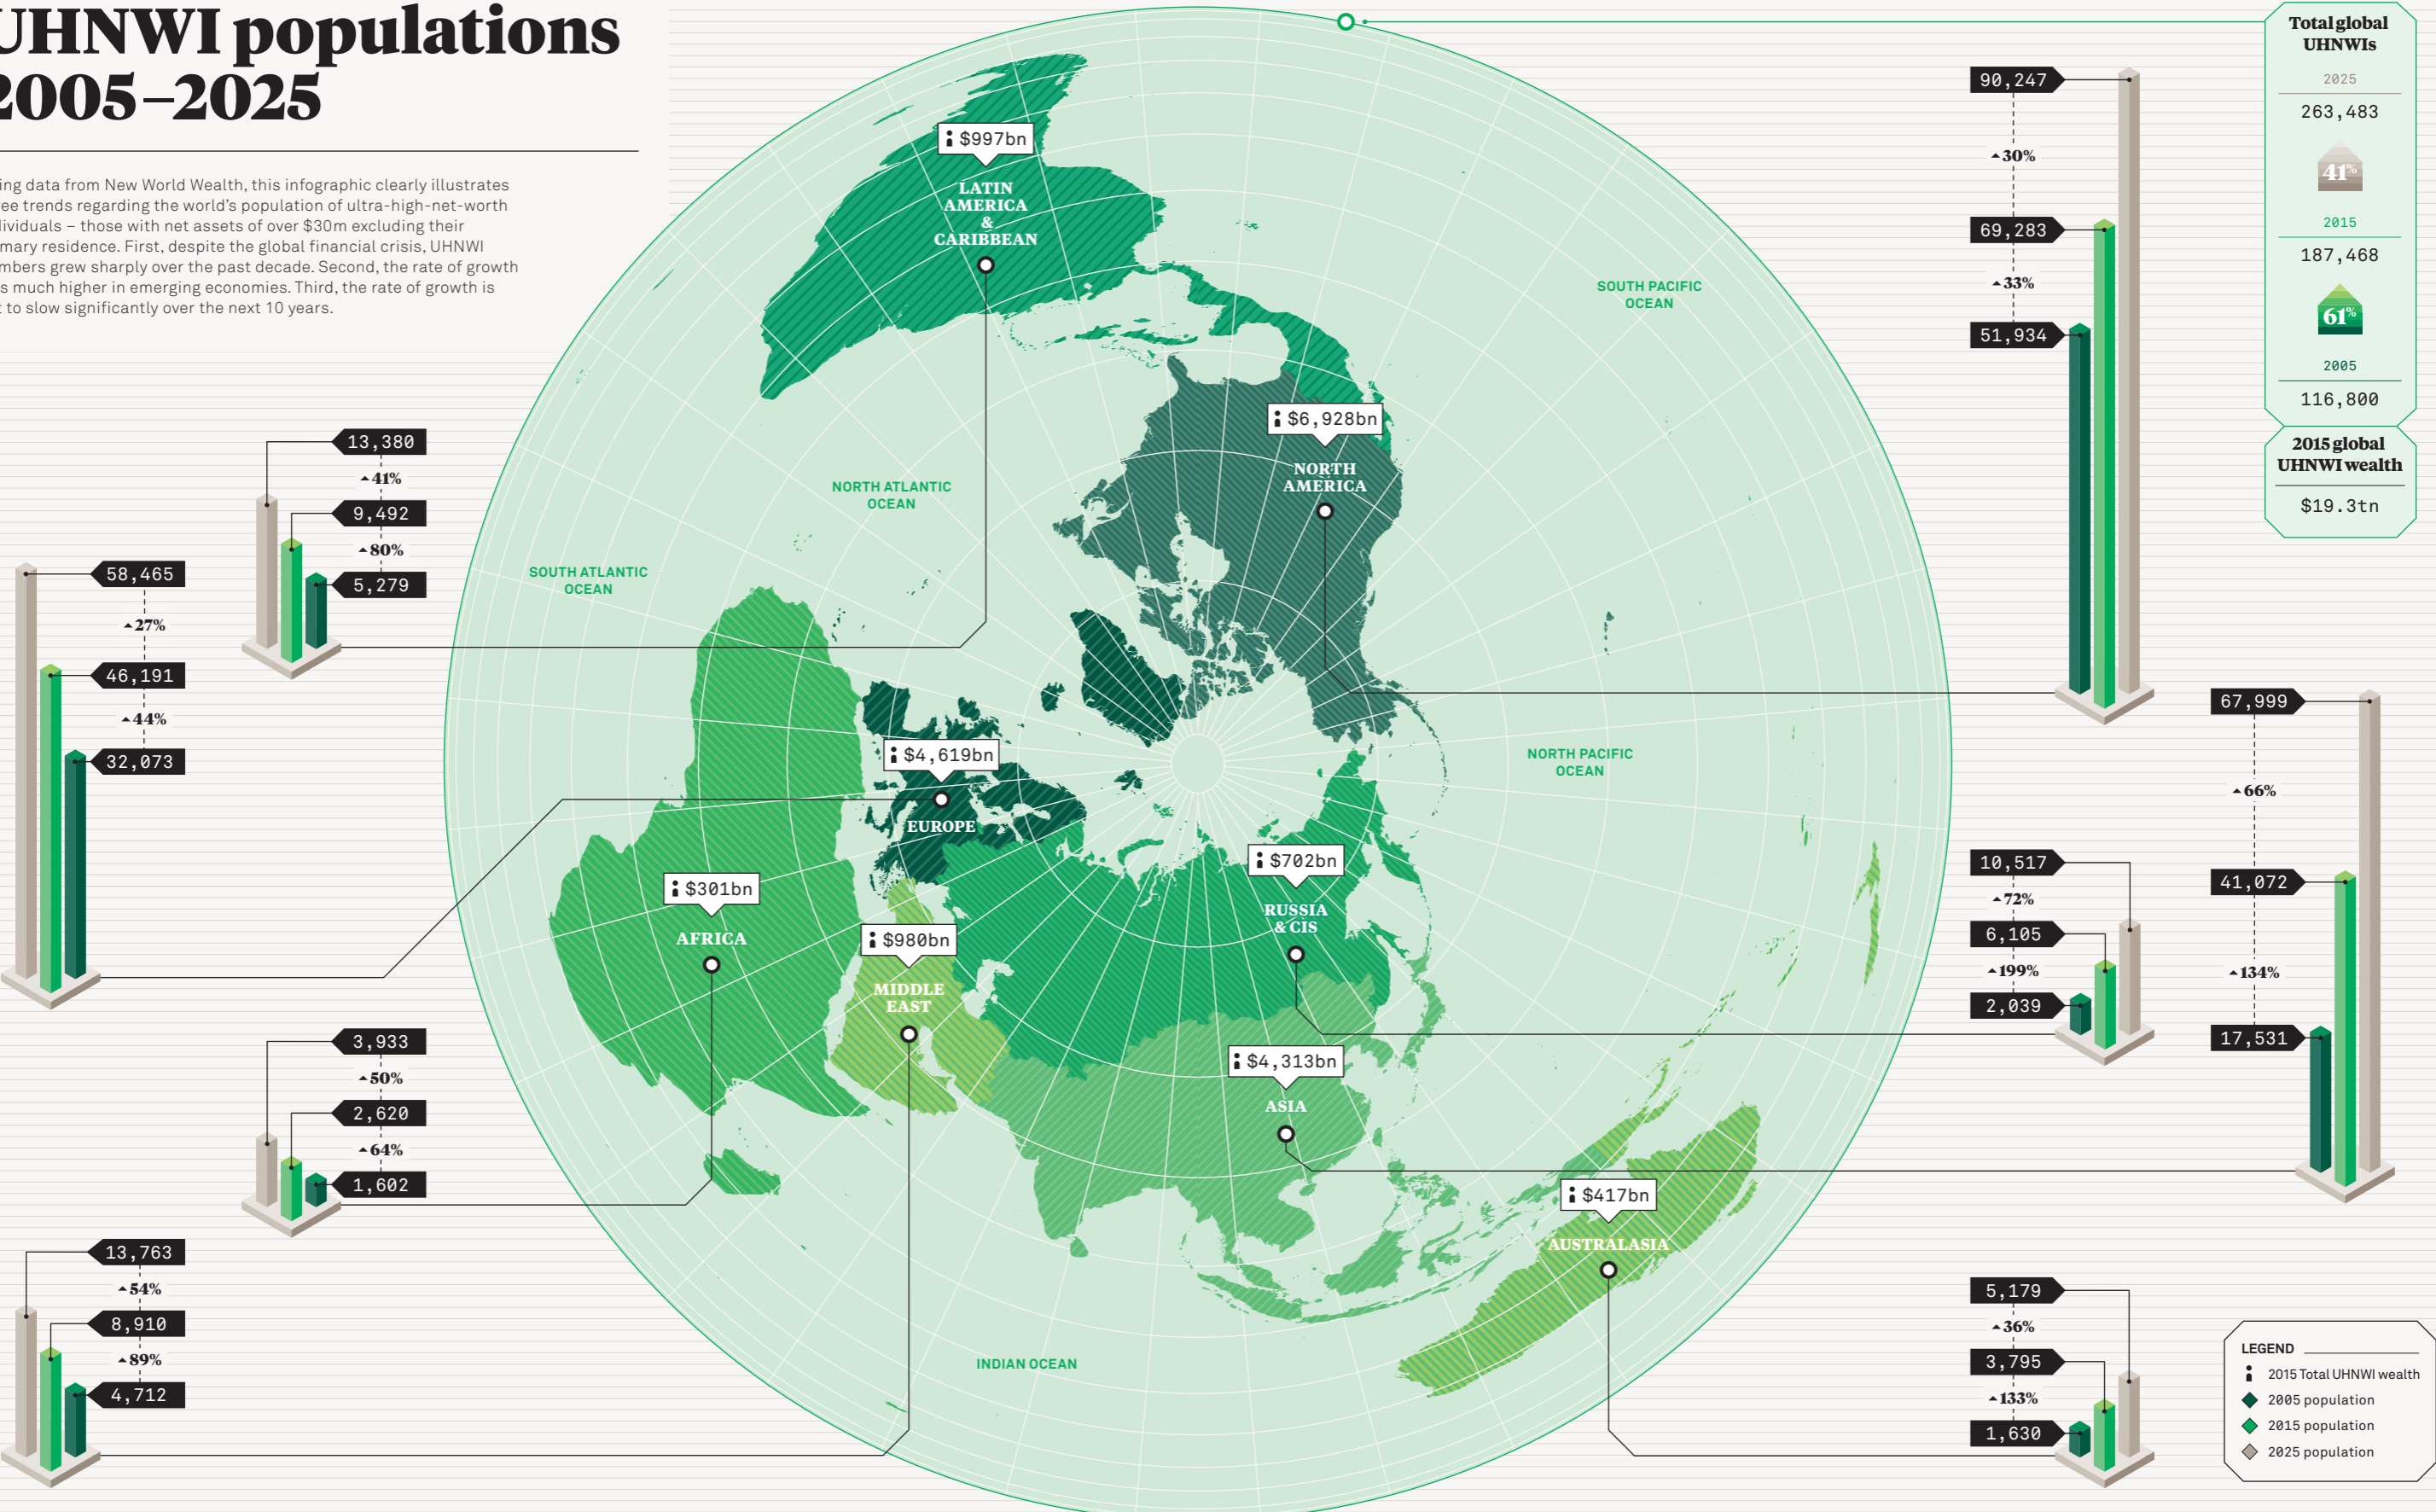 UHNWI populations
2005–2025
data from New World Wealth, this infographic clearly illustrates
trends regarding the world's population of ultra-high-net-worth
– those with net assets of over $30m excluding their
residence. First, despite the global financial crisis, UHNWI
grew sharply over the past decade. Second, the rate of growth
much higher in emerging economies. Third, the rate of growth is
to slow significantly over the next 10 years.
Total global
UHNWIs
2025
263,483
41%
2015
187,468
61%
2005
116,800
2015 global
UHNWI wealth
$19.3tn
$997bn
LATIN
AMERICA
&
CARIBBEAN
13,380
41%
9,492
80%
5,279
$6,928bn
NORTH
AMERICA
90,247
30%
69,283
33%
51,934
$4,619bn
EUROPE
58,465
27%
46,191
44%
32,073
$702bn
RUSSIA
& CIS
10,517
72%
6,105
199%
2,039
$301bn
AFRICA
3,933
50%
2,620
64%
1,602
$980bn
MIDDLE
EAST
13,763
54%
8,910
89%
4,712
$4,313bn
ASIA
67,999
66%
41,072
134%
17,531
$417bn
AUSTRALASIA
5,179
36%
3,795
133%
1,630
SOUTH PACIFIC
OCEAN
NORTH ATLANTIC
OCEAN
SOUTH ATLANTIC
OCEAN
NORTH PACIFIC
OCEAN
INDIAN OCEAN
LEGEND
2015 Total UHNWI wealth
2005 population
2015 population
2025 population